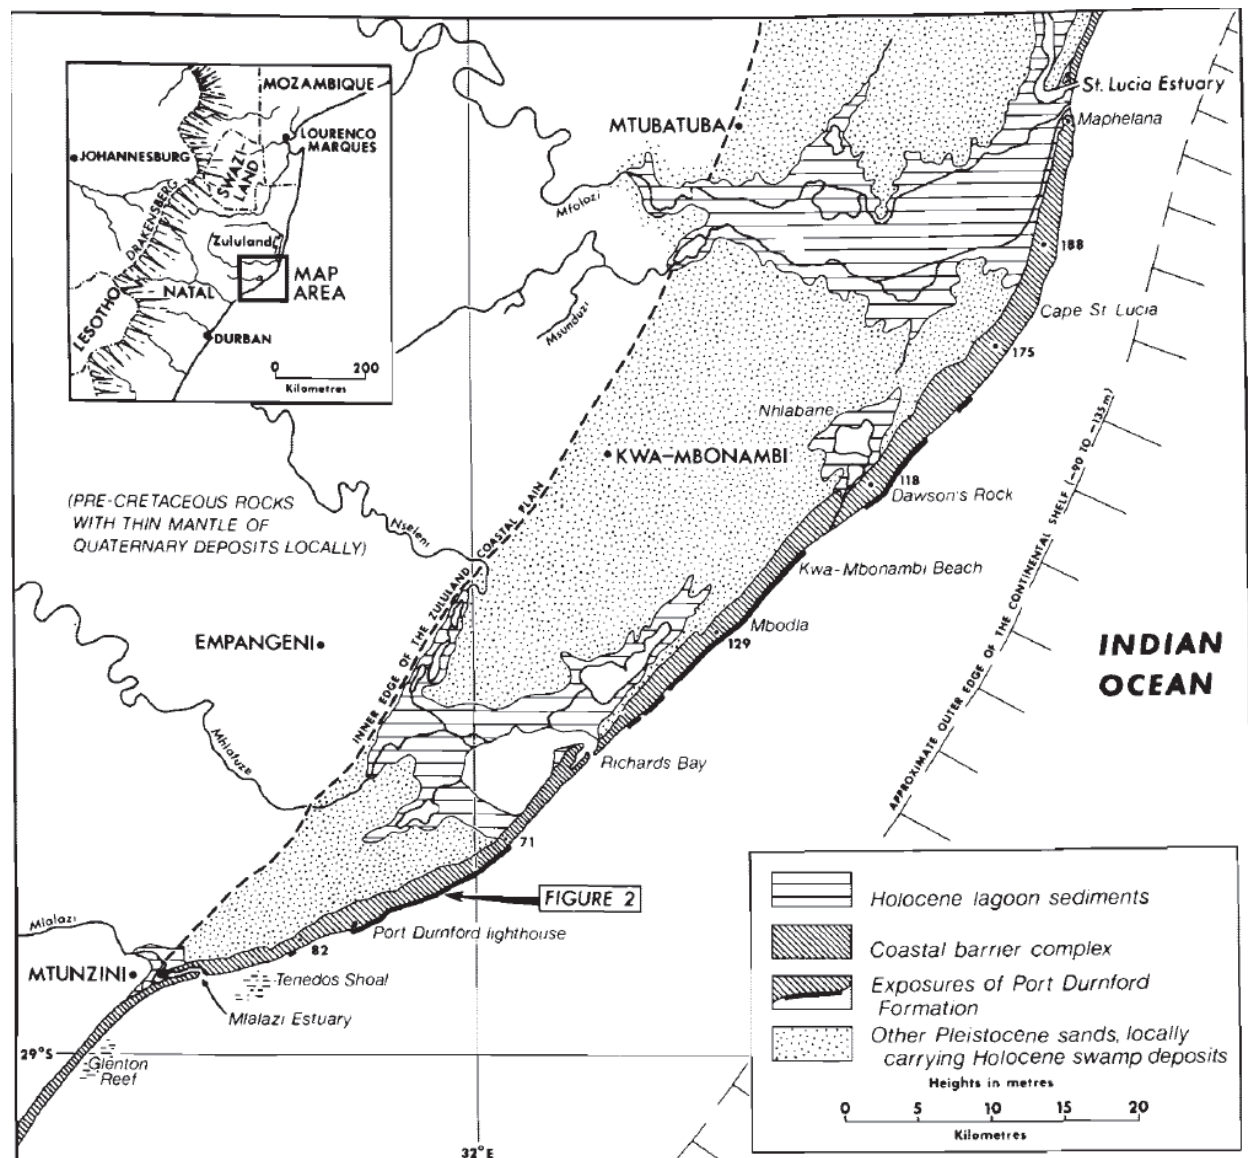 MOZAMBIQUE
LOURENCO
MARQUES
JOHANNESBURG
SWAZI-
LAND
DRAKENSBERG
Zululand
MAP
AREA
NATAL
LESOTHO
DURBAN
0 200
Kilometres
St. Lucia Estuary
MTUBATUBA
Maphelana
Mfolozi
188
Msunduzi
Cape St Lucia
175
Nhlabane
KWA-MBONAMBI
118
Dawson's Rock
(PRE-CRETACEOUS ROCKS
WITH THIN MANTLE OF
QUATERNARY DEPOSITS LOCALLY)
Nseleni
INNER EDGE OF THE ZULULAND COASTAL PLAIN
Kwa-Mbonambi Beach
APPROXIMATE OUTER EDGE OF THE CONTINENTAL SHELF (-90 TO -135m)
Mbodla
129
EMPANGENI
INDIAN
OCEAN
Mhlatuze
Richards Bay
71
FIGURE 2
Port Durnford lighthouse
Mlalazi
82
MTUNZINI
Tenedos Shoal
Mlalazi Estuary
29°S
Glenton
Reef
32°E
Holocene lagoon sediments
Coastal barrier complex
Exposures of Port Durnford
Formation
Other Pleistocene sands, locally
carrying Holocene swamp deposits
Heights in metres
0 5 10 15 20
Kilometres